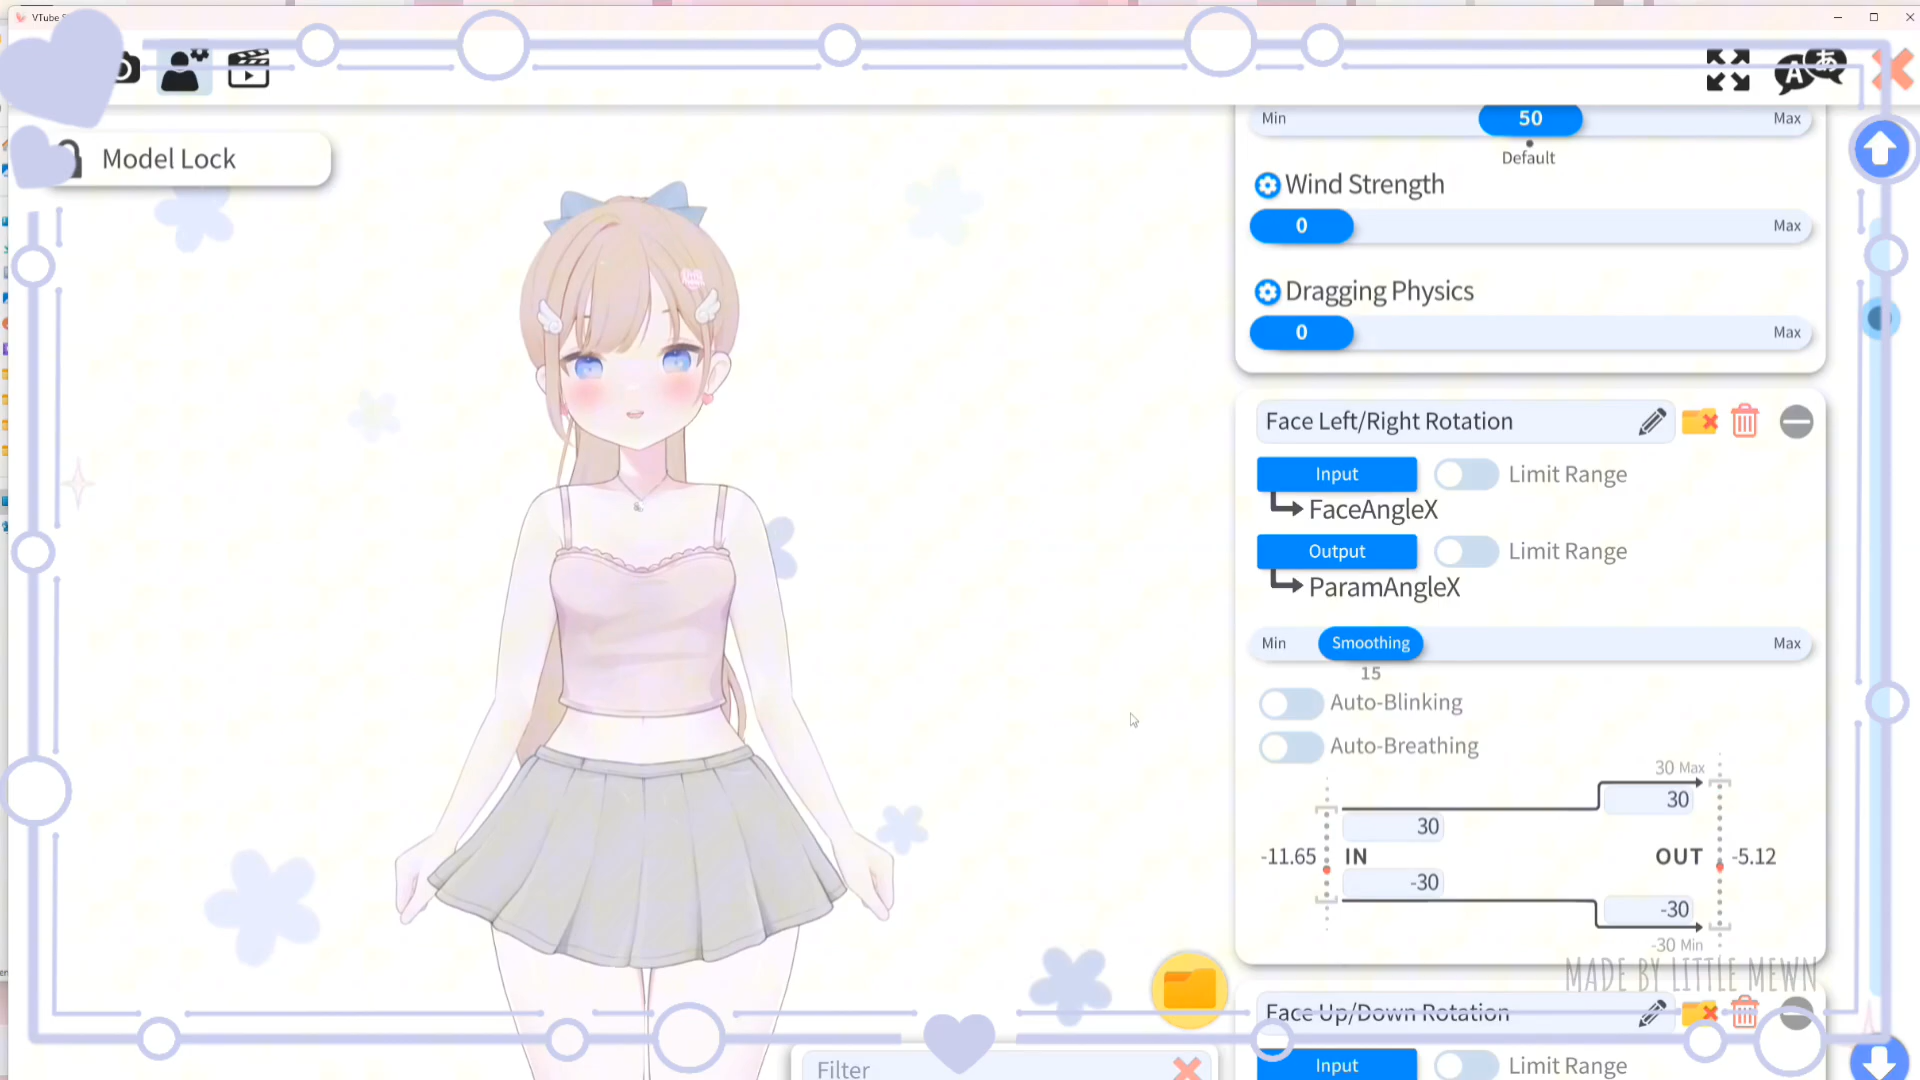 VTube S
A あ
Model Lock
Min 50 Max
Default
Wind Strength
0 Max
Dragging Physics
0 Max
Face Left/Right Rotation
Input Limit Range
FaceAngleX
Output Limit Range
ParamAngleX
Min Smoothing Max
15
Auto-Blinking
Auto-Breathing
30 Max
30
30
-11.65 IN OUT -5.12
-30
-30
-30 Min
MADE BY LITTLE MEWN
Face Up/Down Rotation
Input Limit Range
Filter